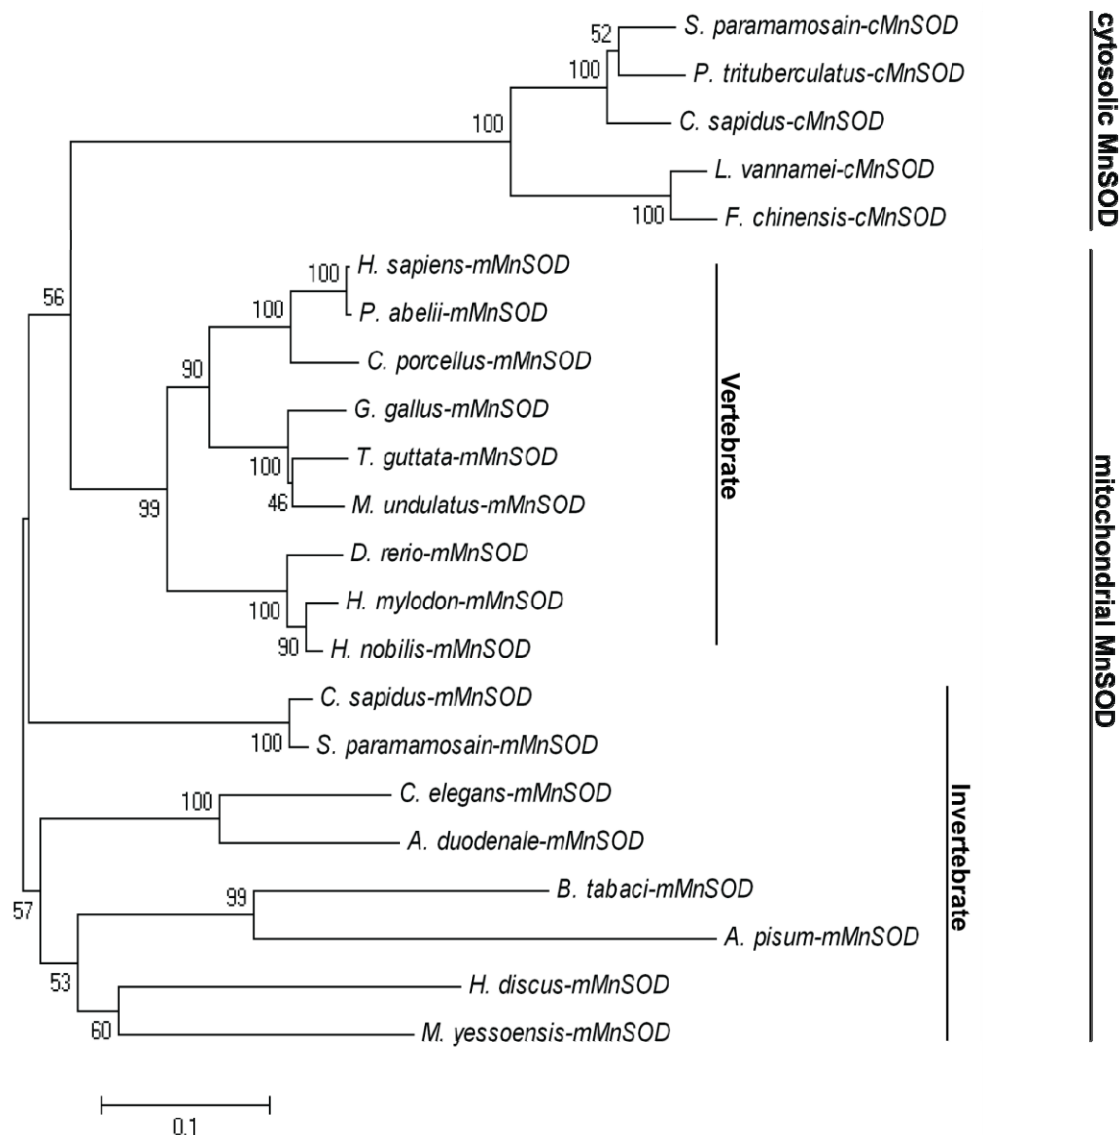 52
S. paramamosain-cMnSOD
100
P. trituberculatus-cMnSOD
100
C. sapidus-cMnSOD
L. vannamei-cMnSOD
100
F. chinensis-cMnSOD
cytosolic MnSOD
56
100
H. sapiens-mMnSOD
100
P. abelii-mMnSOD
90
C. porcellus-mMnSOD
G. gallus-mMnSOD
100
T. guttata-mMnSOD
99
46
M. undulatus-mMnSOD
D. rerio-mMnSOD
100
H. mylodon-mMnSOD
90
H. nobilis-mMnSOD
Vertebrate
C. sapidus-mMnSOD
100
S. paramamosain-mMnSOD
100
C. elegans-mMnSOD
A. duodenale-mMnSOD
99
B. tabaci-mMnSOD
57
A. pisum-mMnSOD
53
H. discus-mMnSOD
60
M. yessoensis-mMnSOD
Invertebrate
mitochondrial MnSOD
0.1